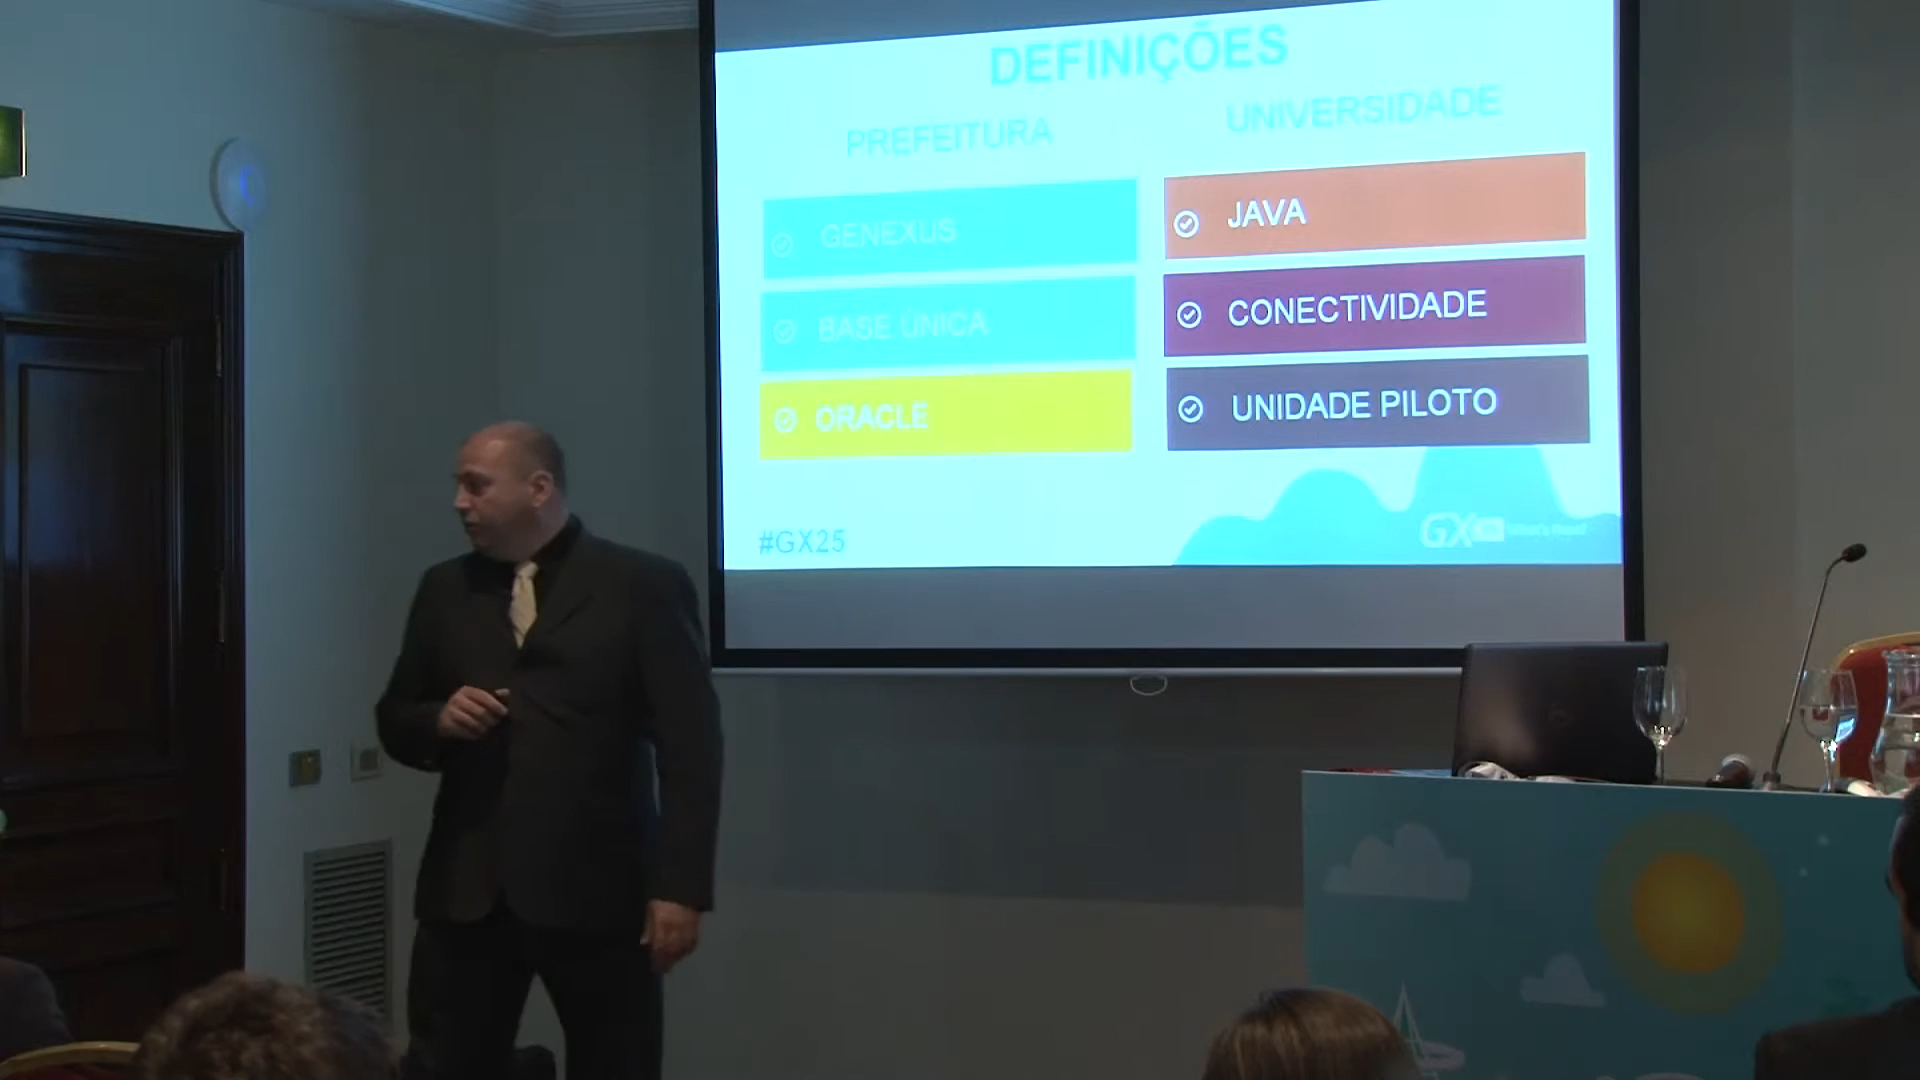 DEFINIÇÕES
PREFEITURA
GENEXUS
BASE ÚNICA
ORACLE
UNIVERSIDADE
JAVA
CONECTIVIDADE
UNIDADE PILOTO
#GX25
GX